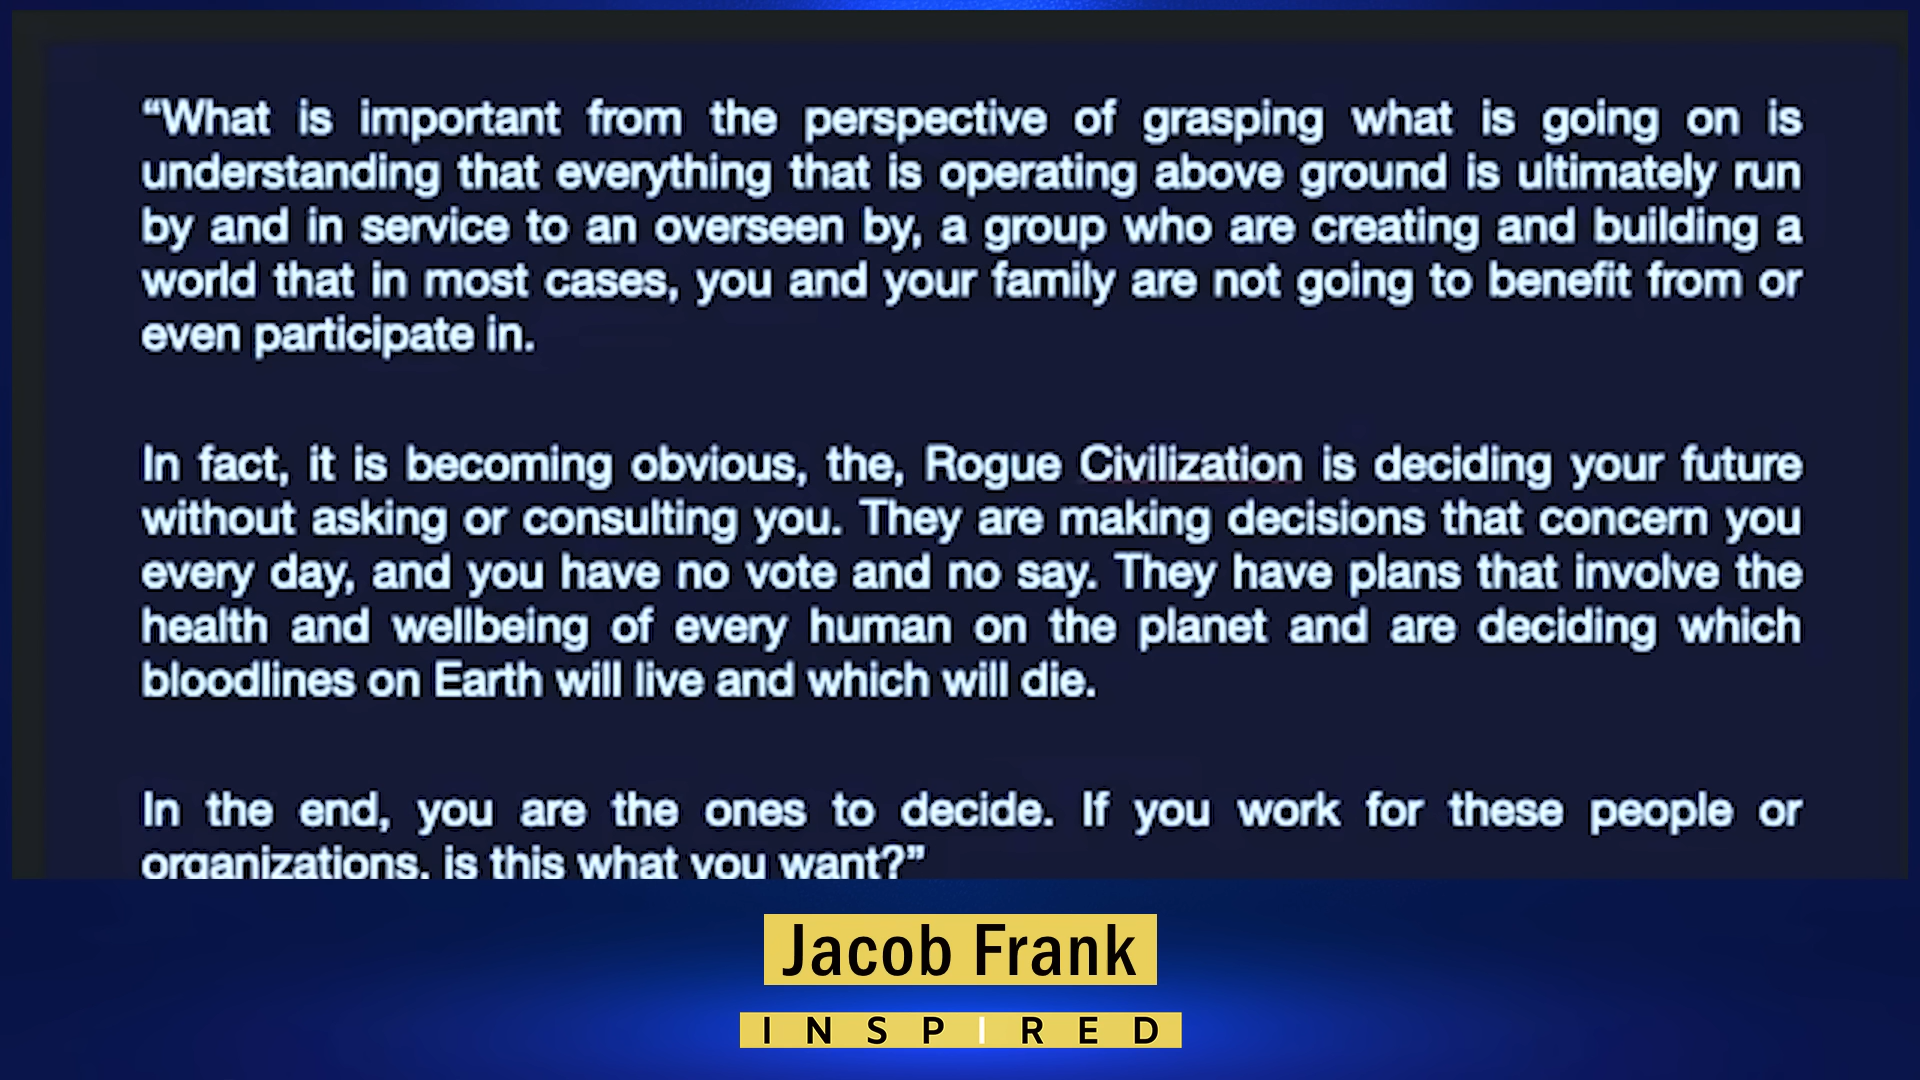 “What is important from the perspective of grasping what is going on is
understanding that everything that is operating above ground is ultimately run
by and in service to an overseen by, a group who are creating and building a
world that in most cases, you and your family are not going to benefit from or
even participate in.
In fact, it is becoming obvious, the, Rogue Civilization is deciding your future
without asking or consulting you. They are making decisions that concern you
every day, and you have no vote and no say. They have plans that involve the
health and wellbeing of every human on the planet and are deciding which
bloodlines on Earth will live and which will die.
In the end, you are the ones to decide. If you work for these people or
organizations, is this what you want?”
Jacob Frank
INSPIRED